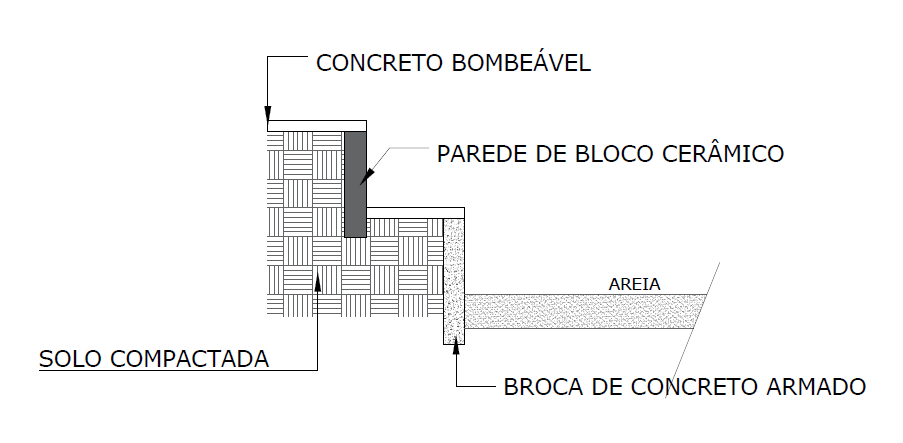 CONCRETO BOMBEÁVEL
PAREDE DE BLOCO CERÂMICO
AREIA
SOLO COMPACTADA
BROCA DE CONCRETO ARMADO